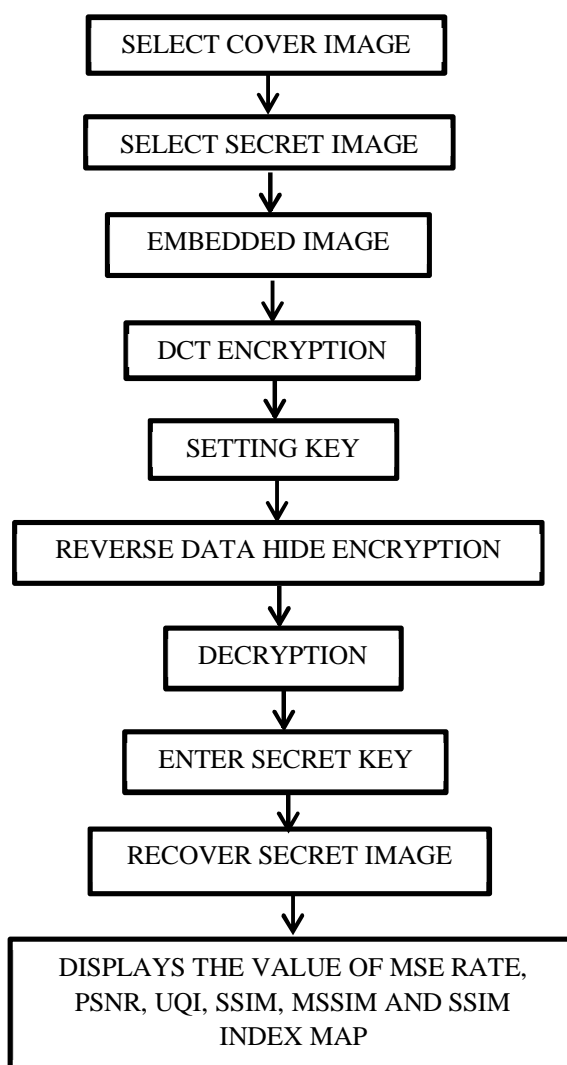 SELECT COVER IMAGE
SELECT SECRET IMAGE
EMBEDDED IMAGE
DCT ENCRYPTION
SETTING KEY
REVERSE DATA HIDE ENCRYPTION
DECRYPTION
ENTER SECRET KEY
RECOVER SECRET IMAGE
DISPLAYS THE VALUE OF MSE RATE,
PSNR, UQI, SSIM, MSSIM AND SSIM
INDEX MAP